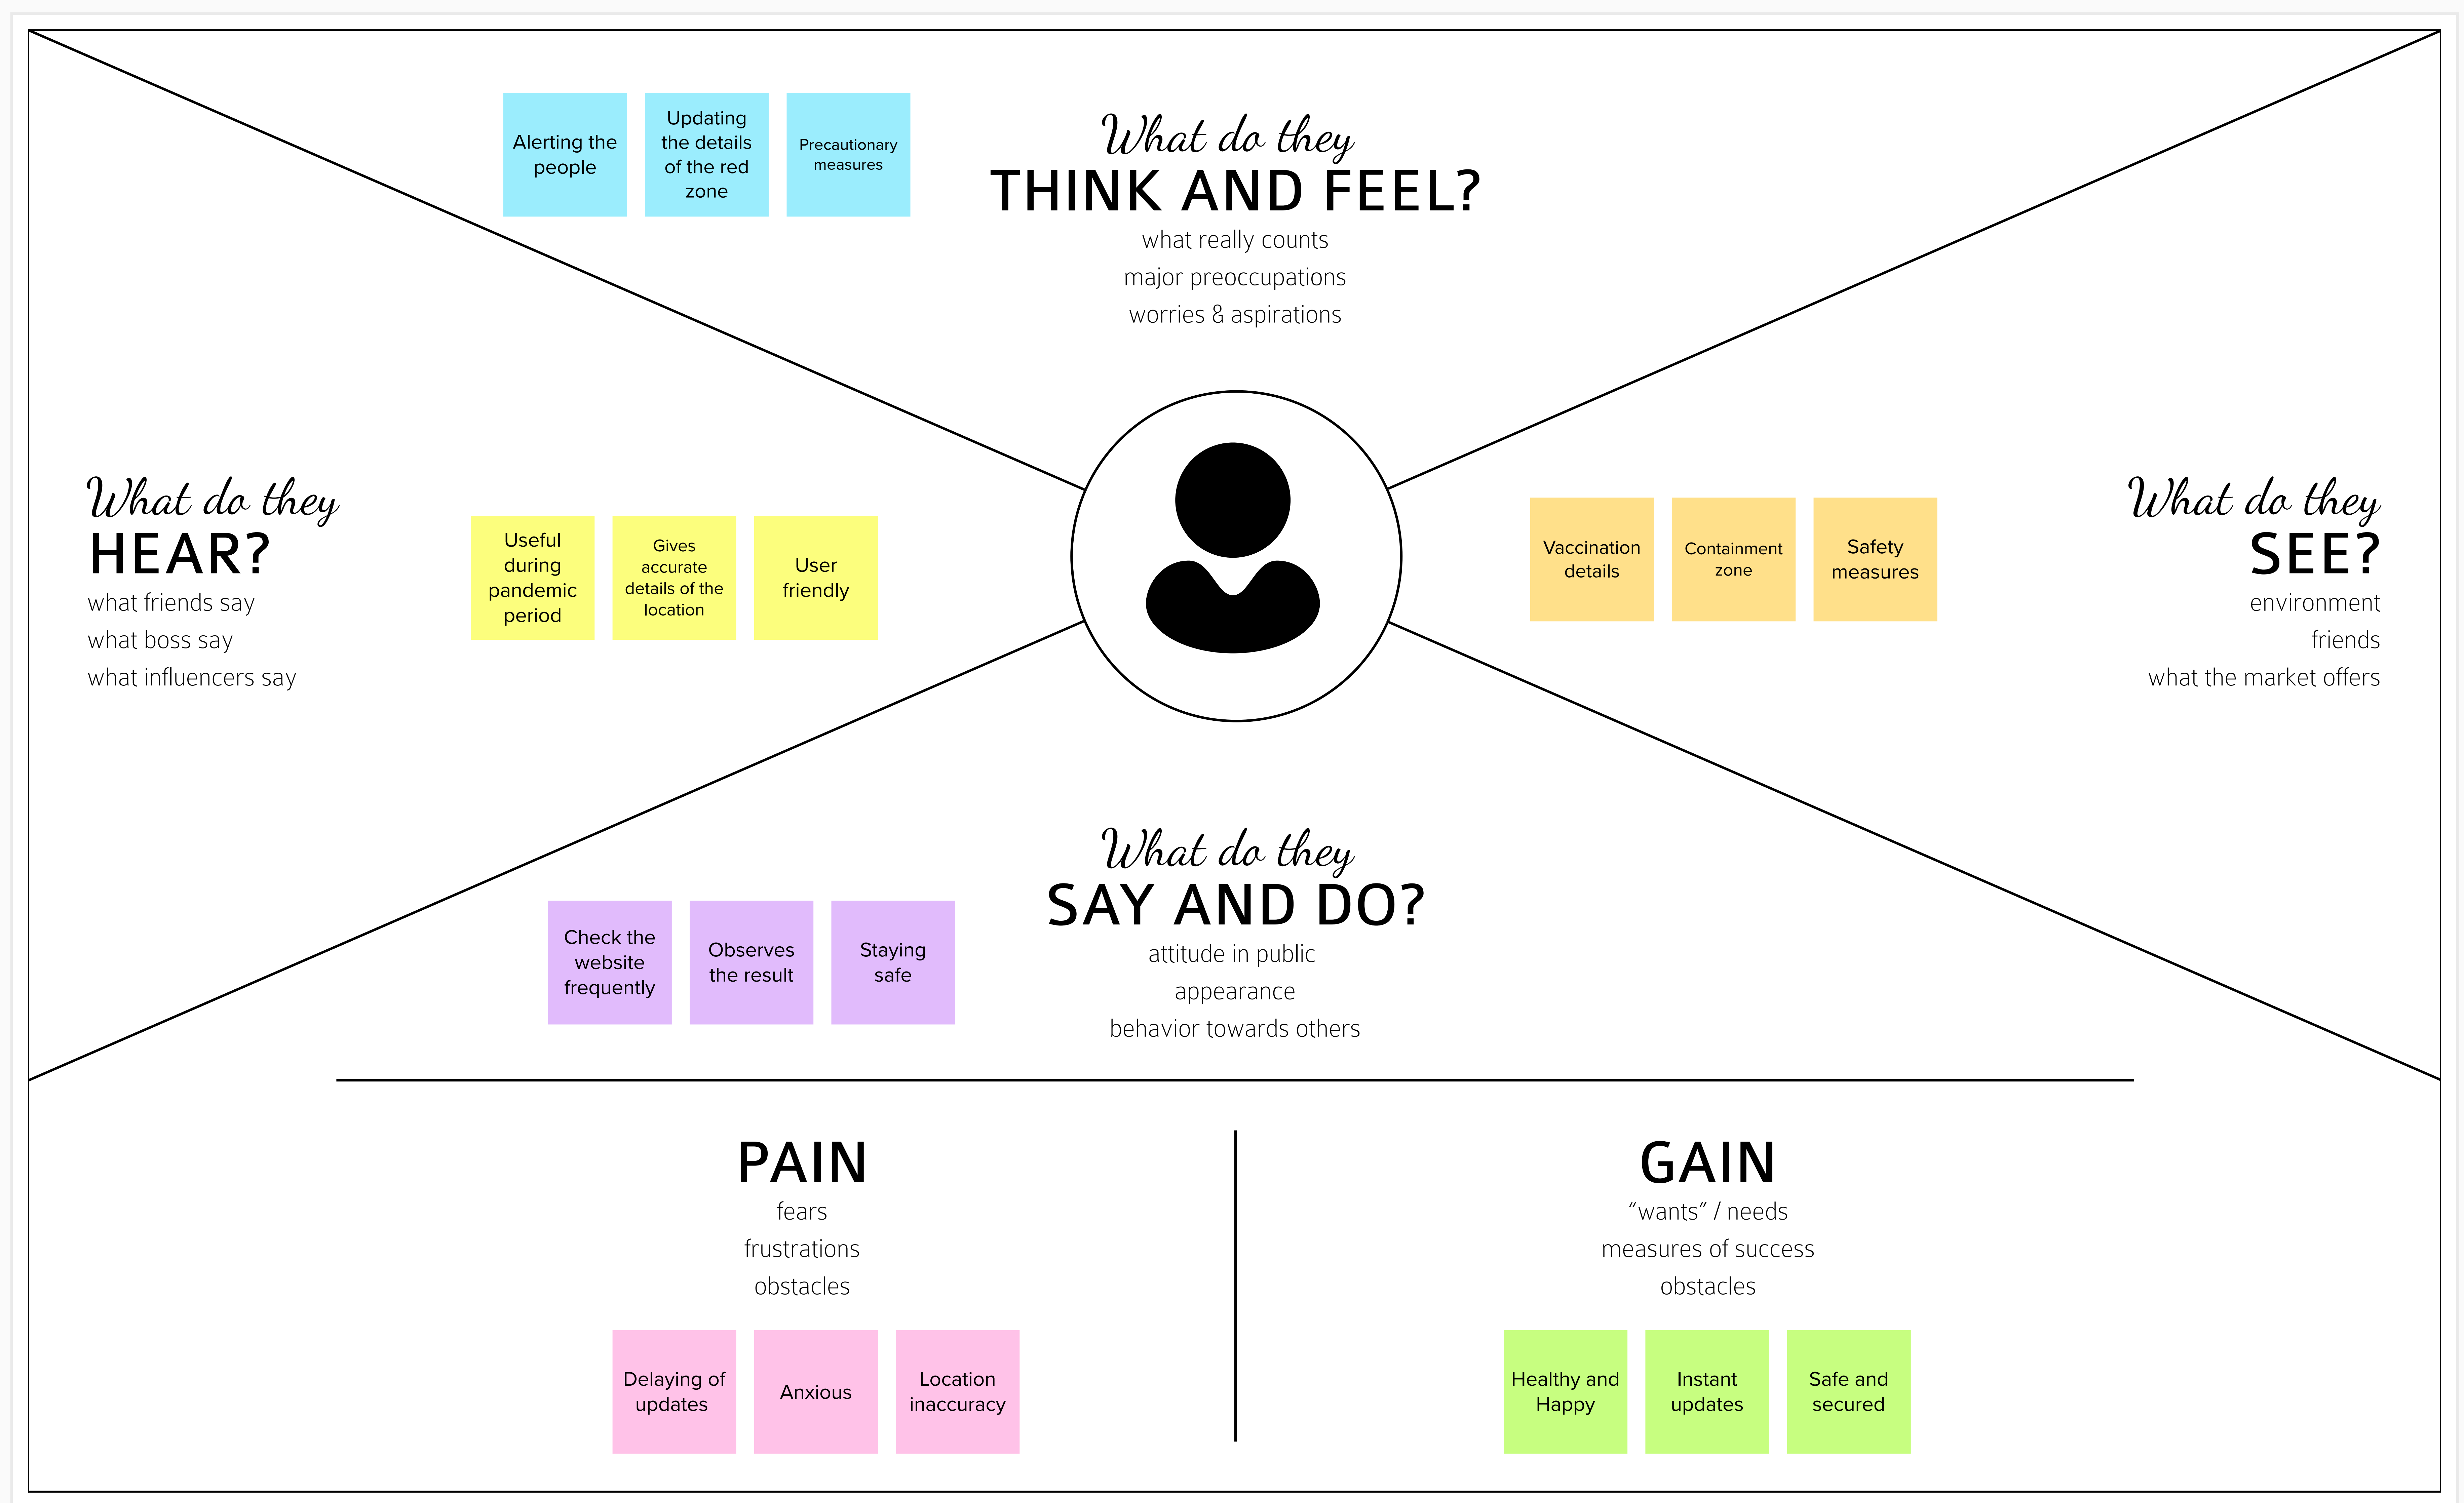 Alerting the
people
Updating
the details
of the red
zone
Precautionary
measures
What do they
THINK AND FEEL?
what really counts
major preoccupations
worries & aspirations
What do they
HEAR?
what friends say
what boss say
what influencers say
Useful
during
pandemic
period
Gives
accurate
details of the
location
User
friendly
Vaccination
details
Containment
zone
Safety
measures
What do they
SEE?
environment
friends
what the market offers
What do they
SAY AND DO?
attitude in public
appearance
behavior towards others
Check the
website
frequently
Observes
the result
Staying
safe
PAIN
fears
frustrations
obstacles
Delaying of
updates
Anxious
Location
inaccuracy
GAIN
“wants” / needs
measures of success
obstacles
Healthy and
Happy
Instant
updates
Safe and
secured